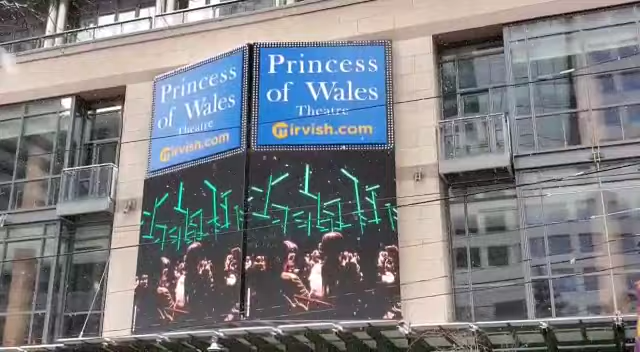 Princess
of Wales
Theatre
mirvish.com
Princess
of Wales
Theatre
mirvish.com